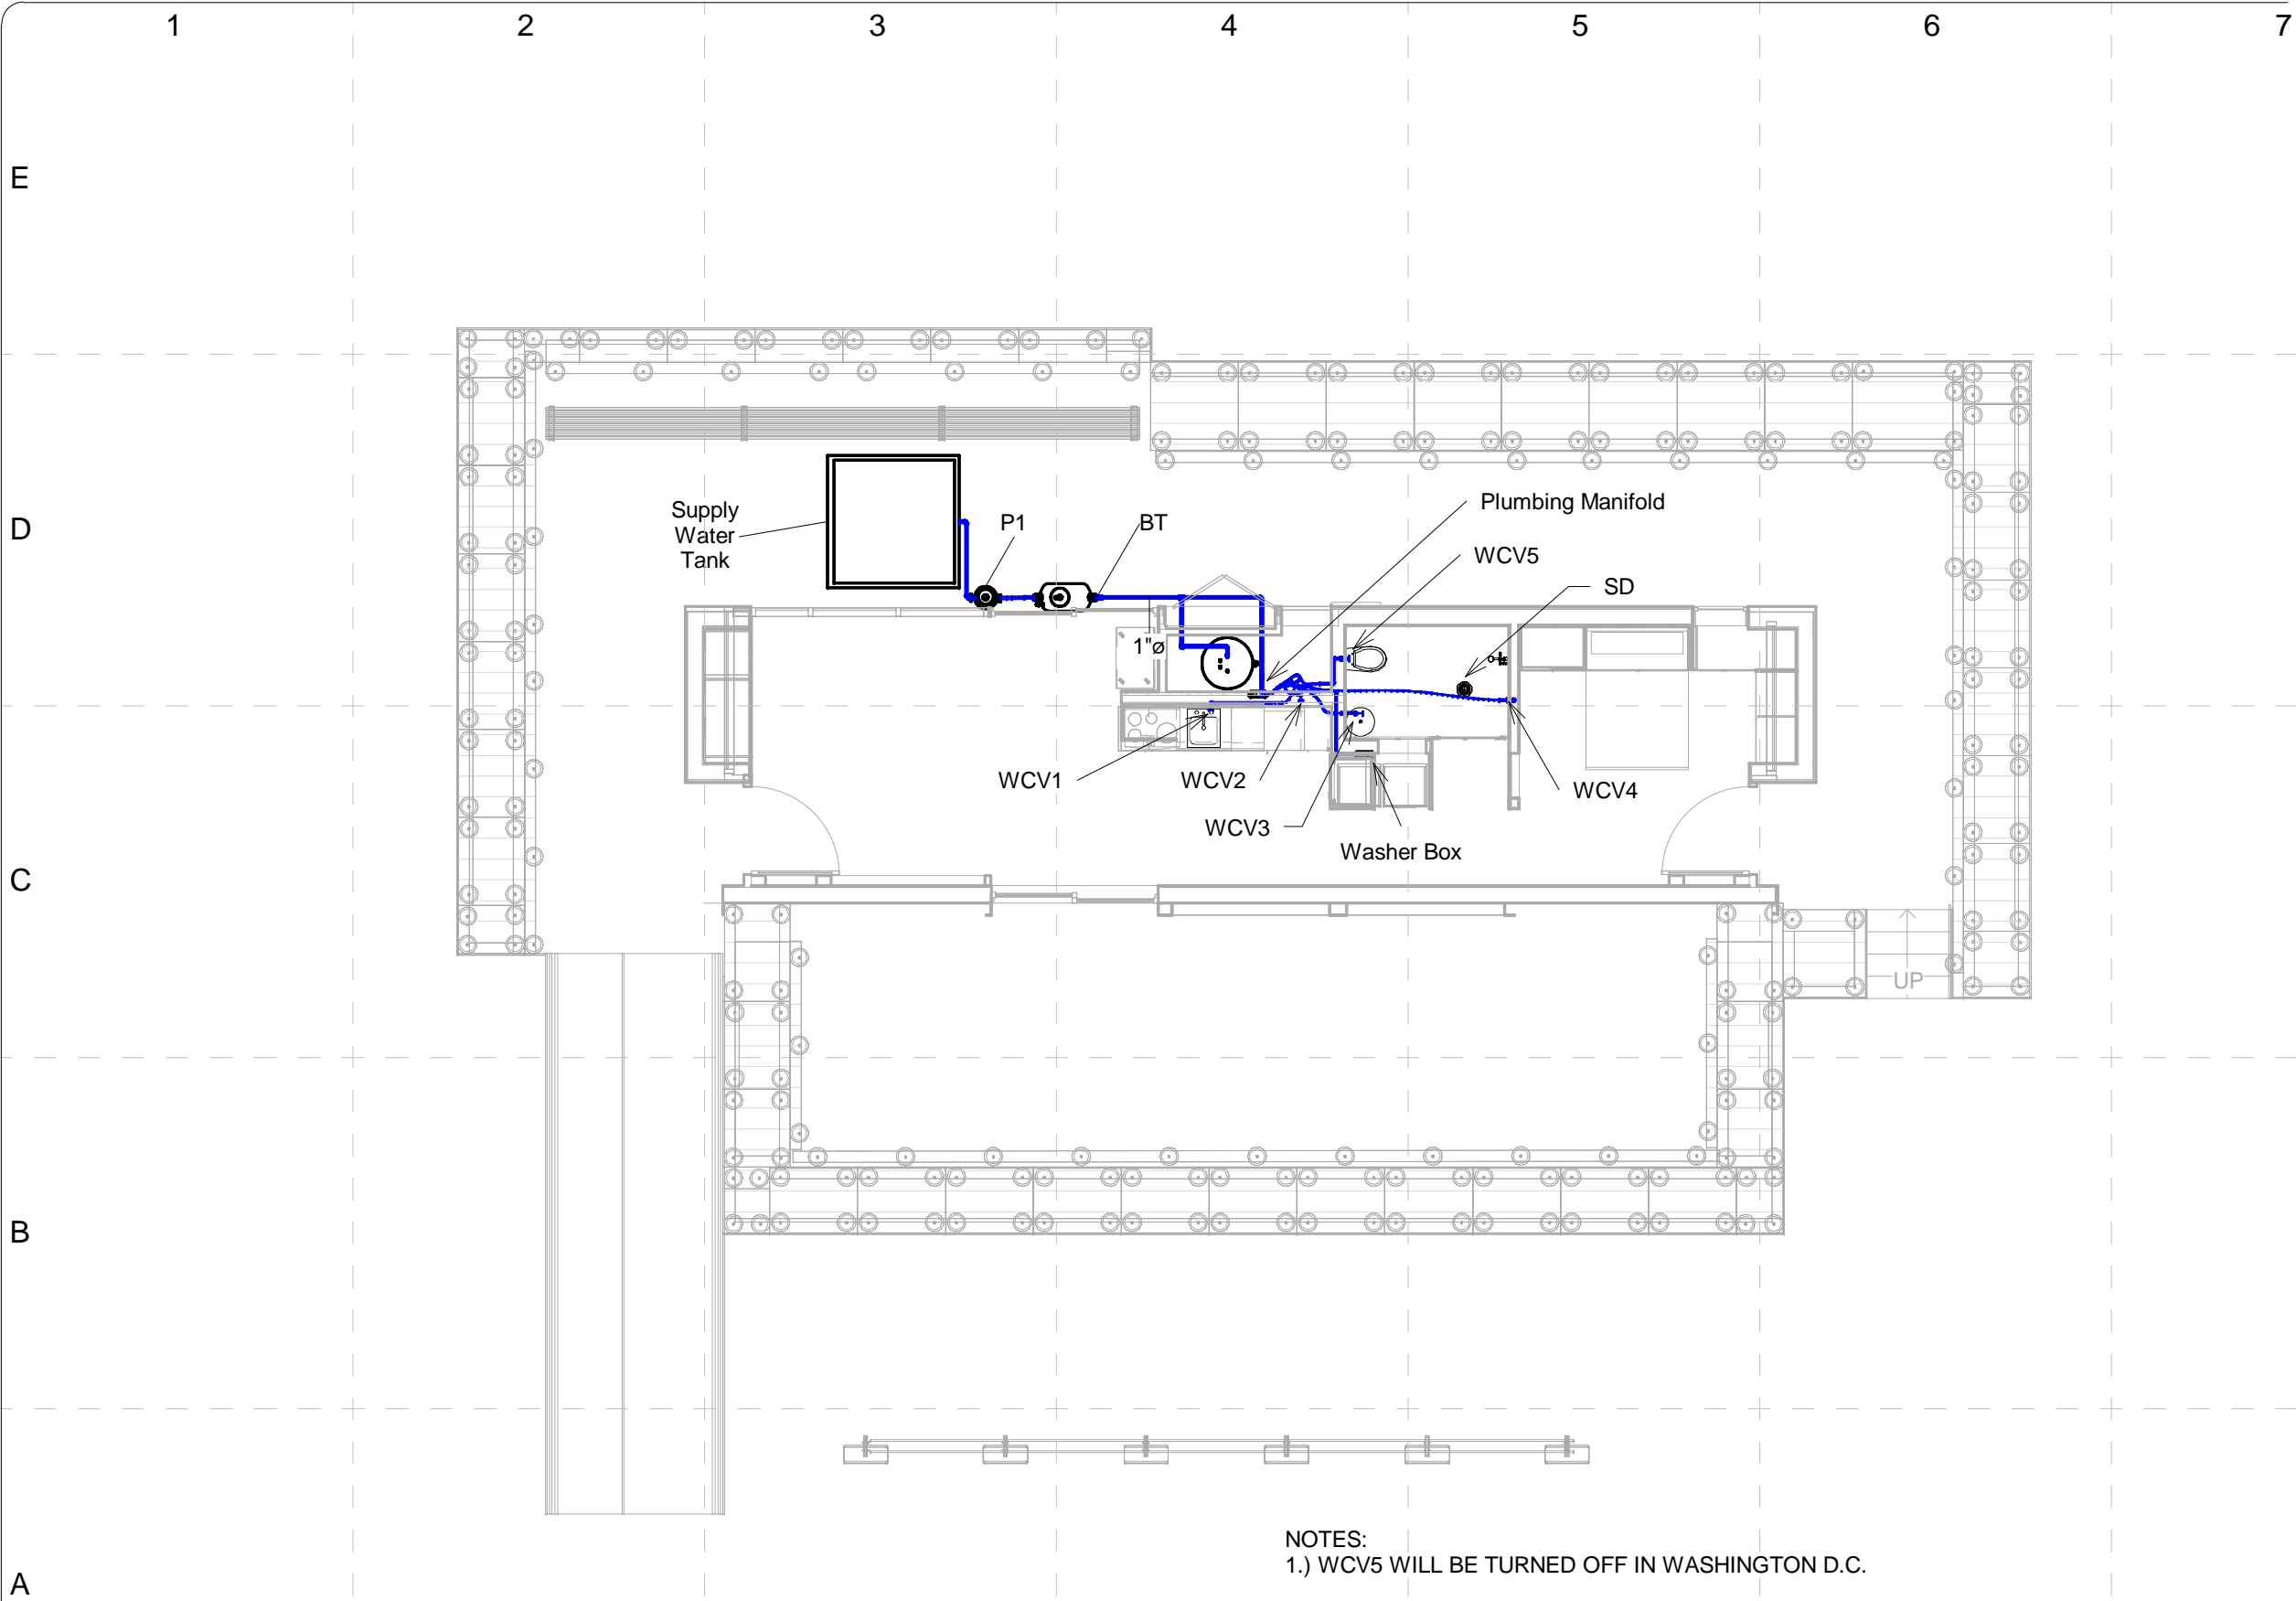 1 2 3 4 5 6 7
E
Supply
Water
Tank
P1
BT
Plumbing Manifold
WCV5
SD
D
1"ø
WCV1
WCV2
WCV3
WCV4
Washer Box
C
UP
B
NOTES:
1.) WCV5 WILL BE TURNED OFF IN WASHINGTON D.C.
A